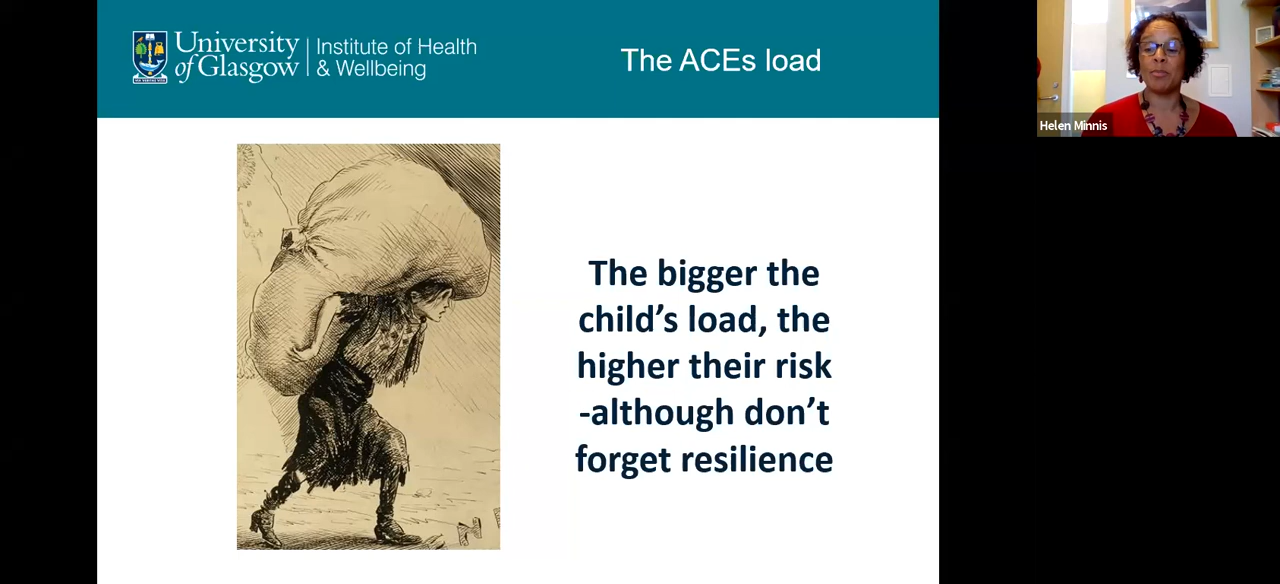 University
of Glasgow
Institute of Health
& Wellbeing
The ACEs load
Helen Minnis
The bigger the
child’s load, the
higher their risk
-although don’t
forget resilience